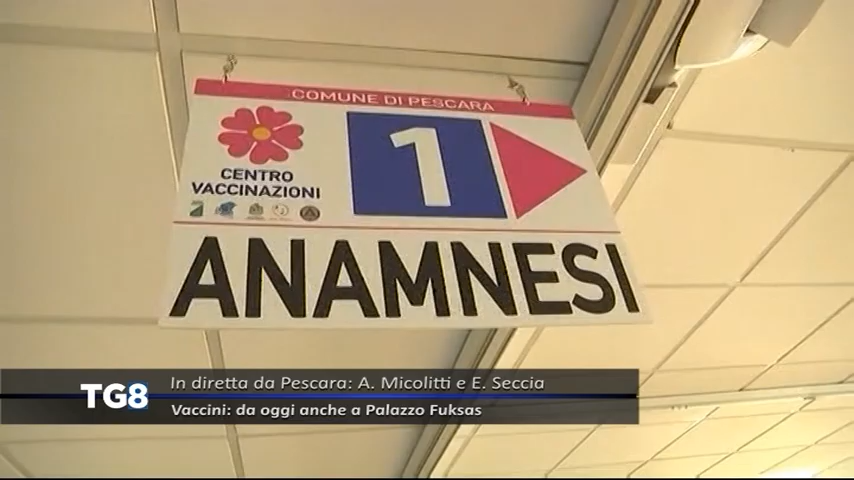 COMUNE DI PESCARA
CENTRO
VACCINAZIONI
1
ANAMNESI
TG8
In diretta da Pescara: A. Micolitti e E. Seccia
Vaccini: da oggi anche a Palazzo Fuksas